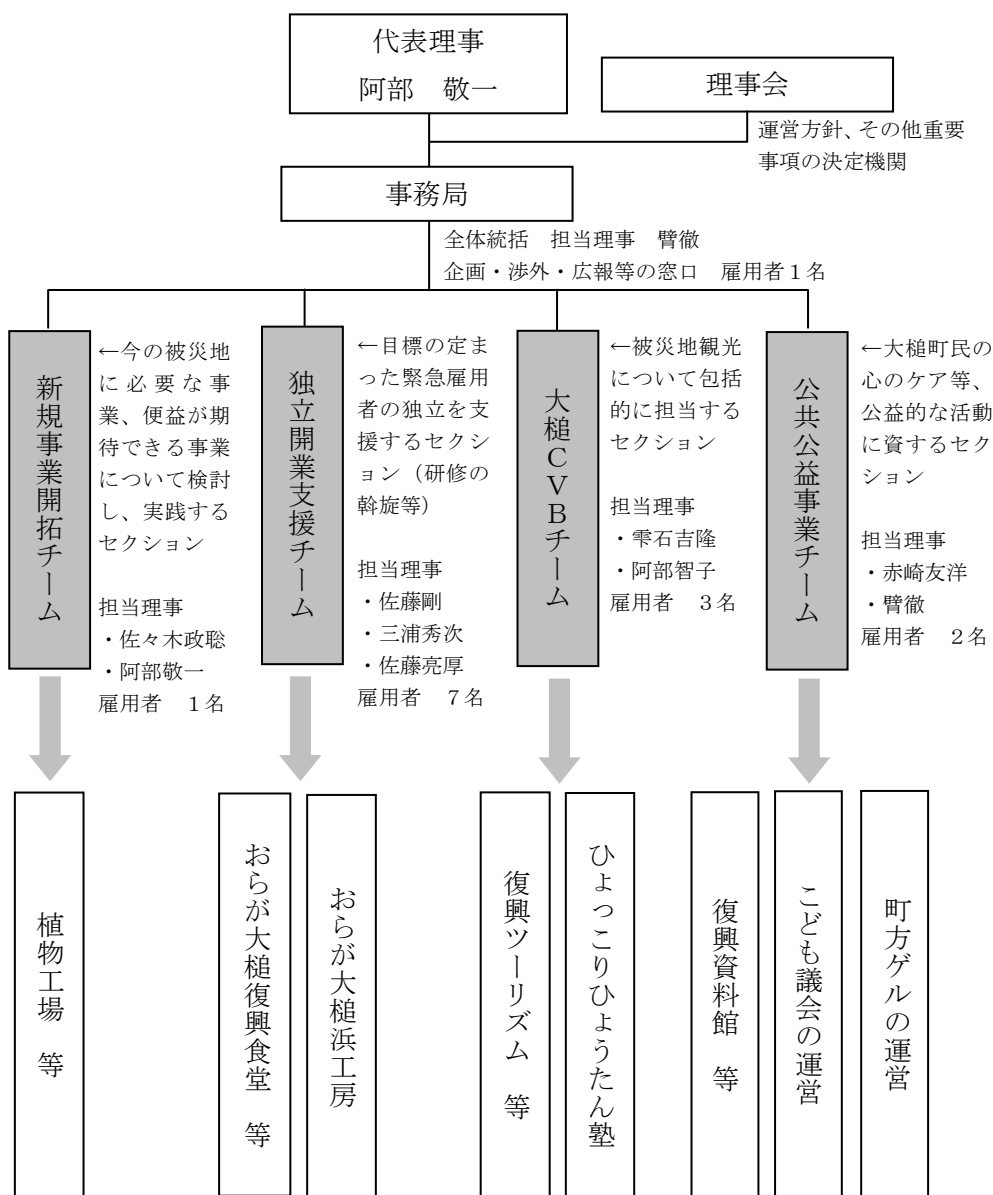 代表理事
阿部　敬一
理事会
運営方針、その他重要
事項の決定機関
事務局
全体統括　担当理事　臂徹
企画・渉外・広報等の窓口　雇用者１名
新規事業開拓チーム
←今の被災地
に必要な事
業、便益が期
待できる事業
について検討
し、実践する
セクション
担当理事
・佐々木政聡
・阿部敬一
雇用者　１名
独立開業支援チーム
←目標の定ま
った緊急雇用
者の独立を支
援するセクシ
ョン（研修の
斡旋等）
担当理事
・佐藤剛
・三浦秀次
・佐藤亮厚
雇用者　７名
大槌ＣＶＢチーム
←被災地観光
について包括
的に担当する
セクション
担当理事
・雫石吉隆
・阿部智子
雇用者　３名
公共公益事業チーム
←大槌町民の
心のケア等、
公益的な活動
に資するセク
ション
担当理事
・赤崎友洋
・臂徹
雇用者　２名
植物工場　等
おらが大槌復興食堂　等
おらが大槌浜工房
復興ツーリズム　等
ひょっこりひょうたん塾
復興資料館　等
こども議会の運営
町方ゲルの運営